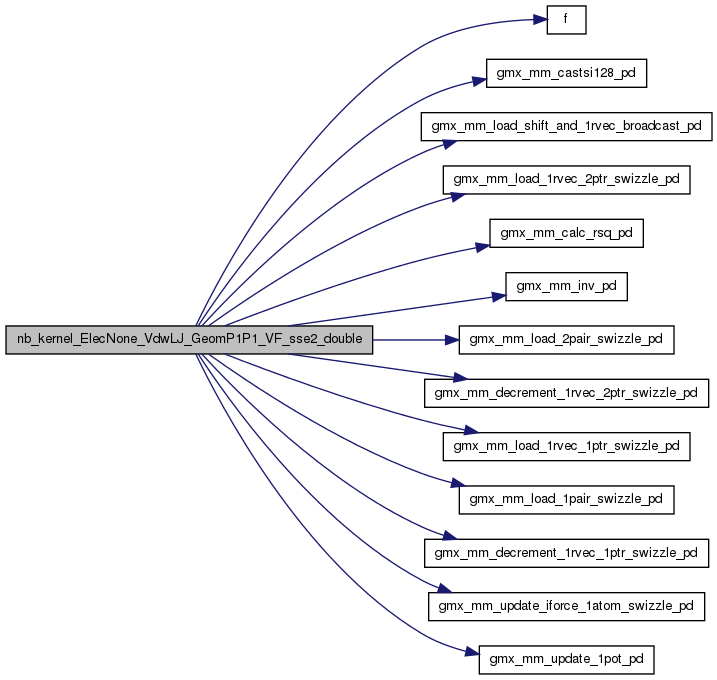 f
gmx_mm_castsi128_pd
gmx_mm_load_shift_and_1rvec_broadcast_pd
gmx_mm_load_1rvec_2ptr_swizzle_pd
gmx_mm_calc_rsq_pd
gmx_mm_inv_pd
nb_kernel_ElecNone_VdwLJ_GeomP1P1_VF_sse2_double
gmx_mm_load_2pair_swizzle_pd
gmx_mm_decrement_1rvec_2ptr_swizzle_pd
gmx_mm_load_1rvec_1ptr_swizzle_pd
gmx_mm_load_1pair_swizzle_pd
gmx_mm_decrement_1rvec_1ptr_swizzle_pd
gmx_mm_update_iforce_1atom_swizzle_pd
gmx_mm_update_1pot_pd